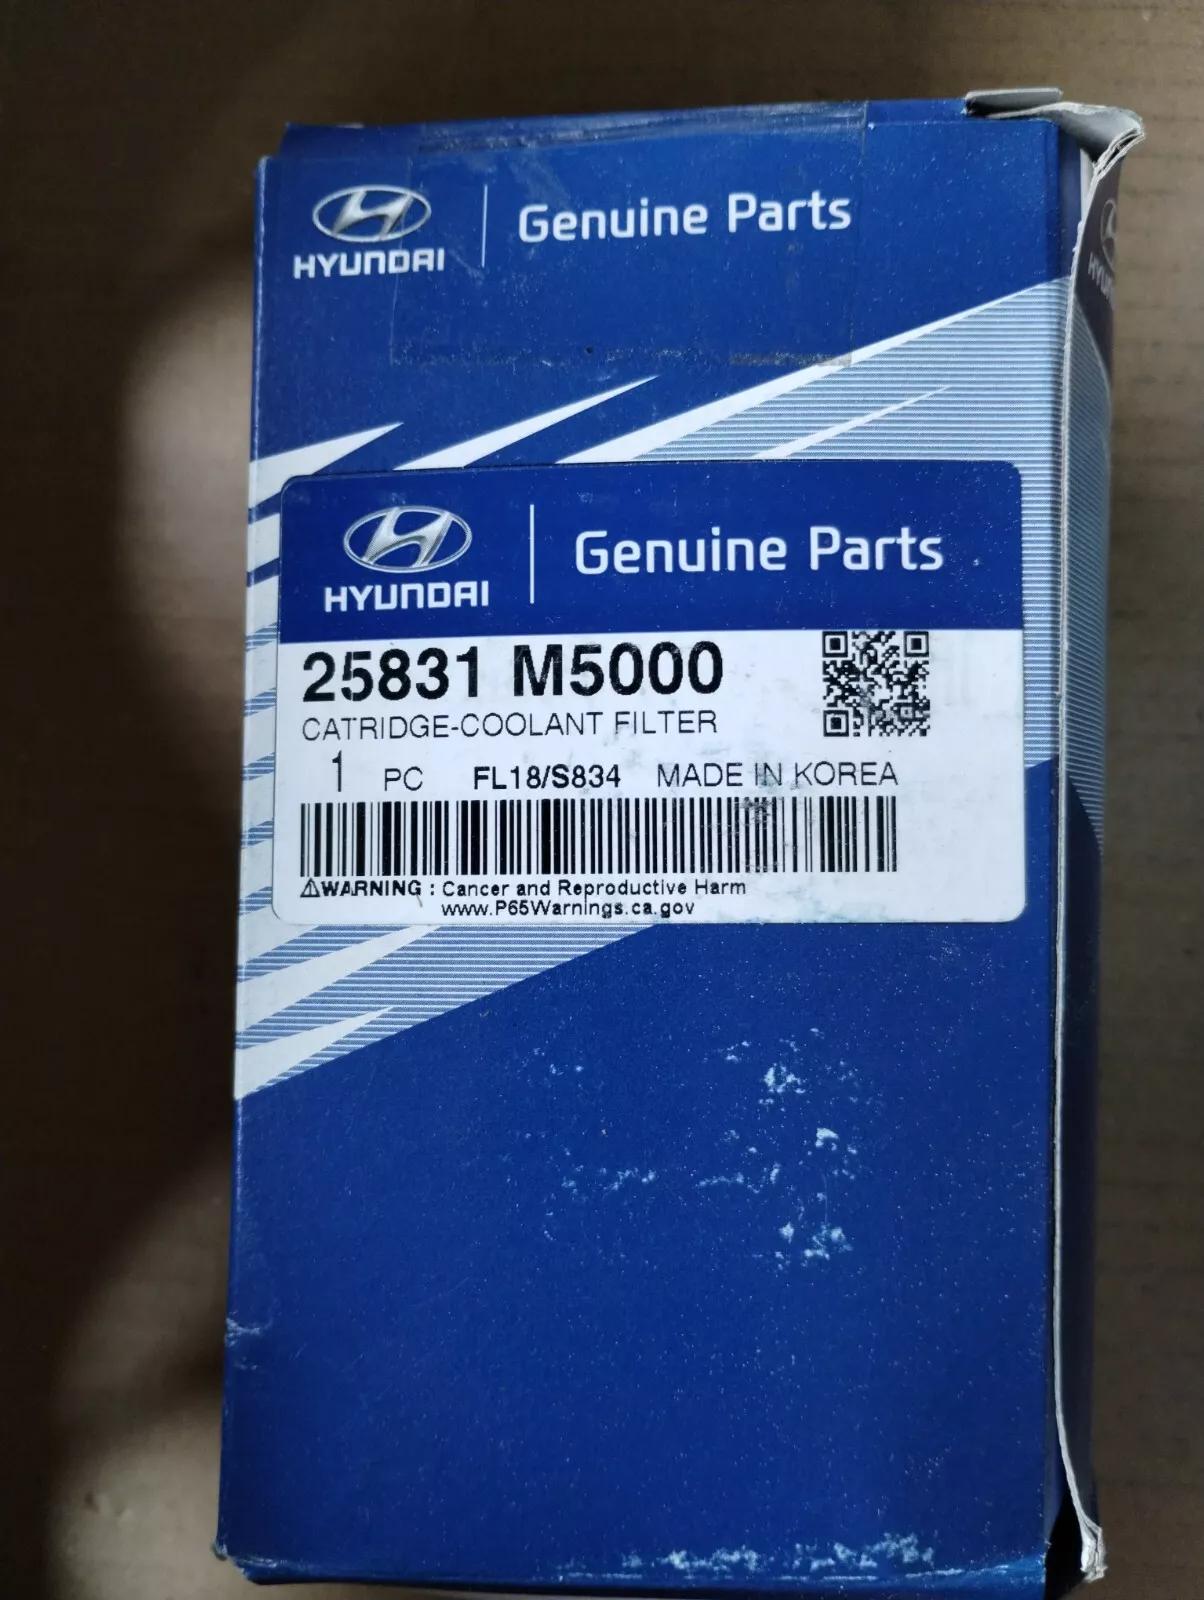 HYUNDAI
Genuine Parts
HYUNDAI
Genuine Parts
25831 M5000
CATRIDGE-COOLANT FILTER
1 PC FL18/S834 MADE IN KOREA
⚠WARNING : Cancer and Reproductive Harm
www.P65Warnings.ca.gov